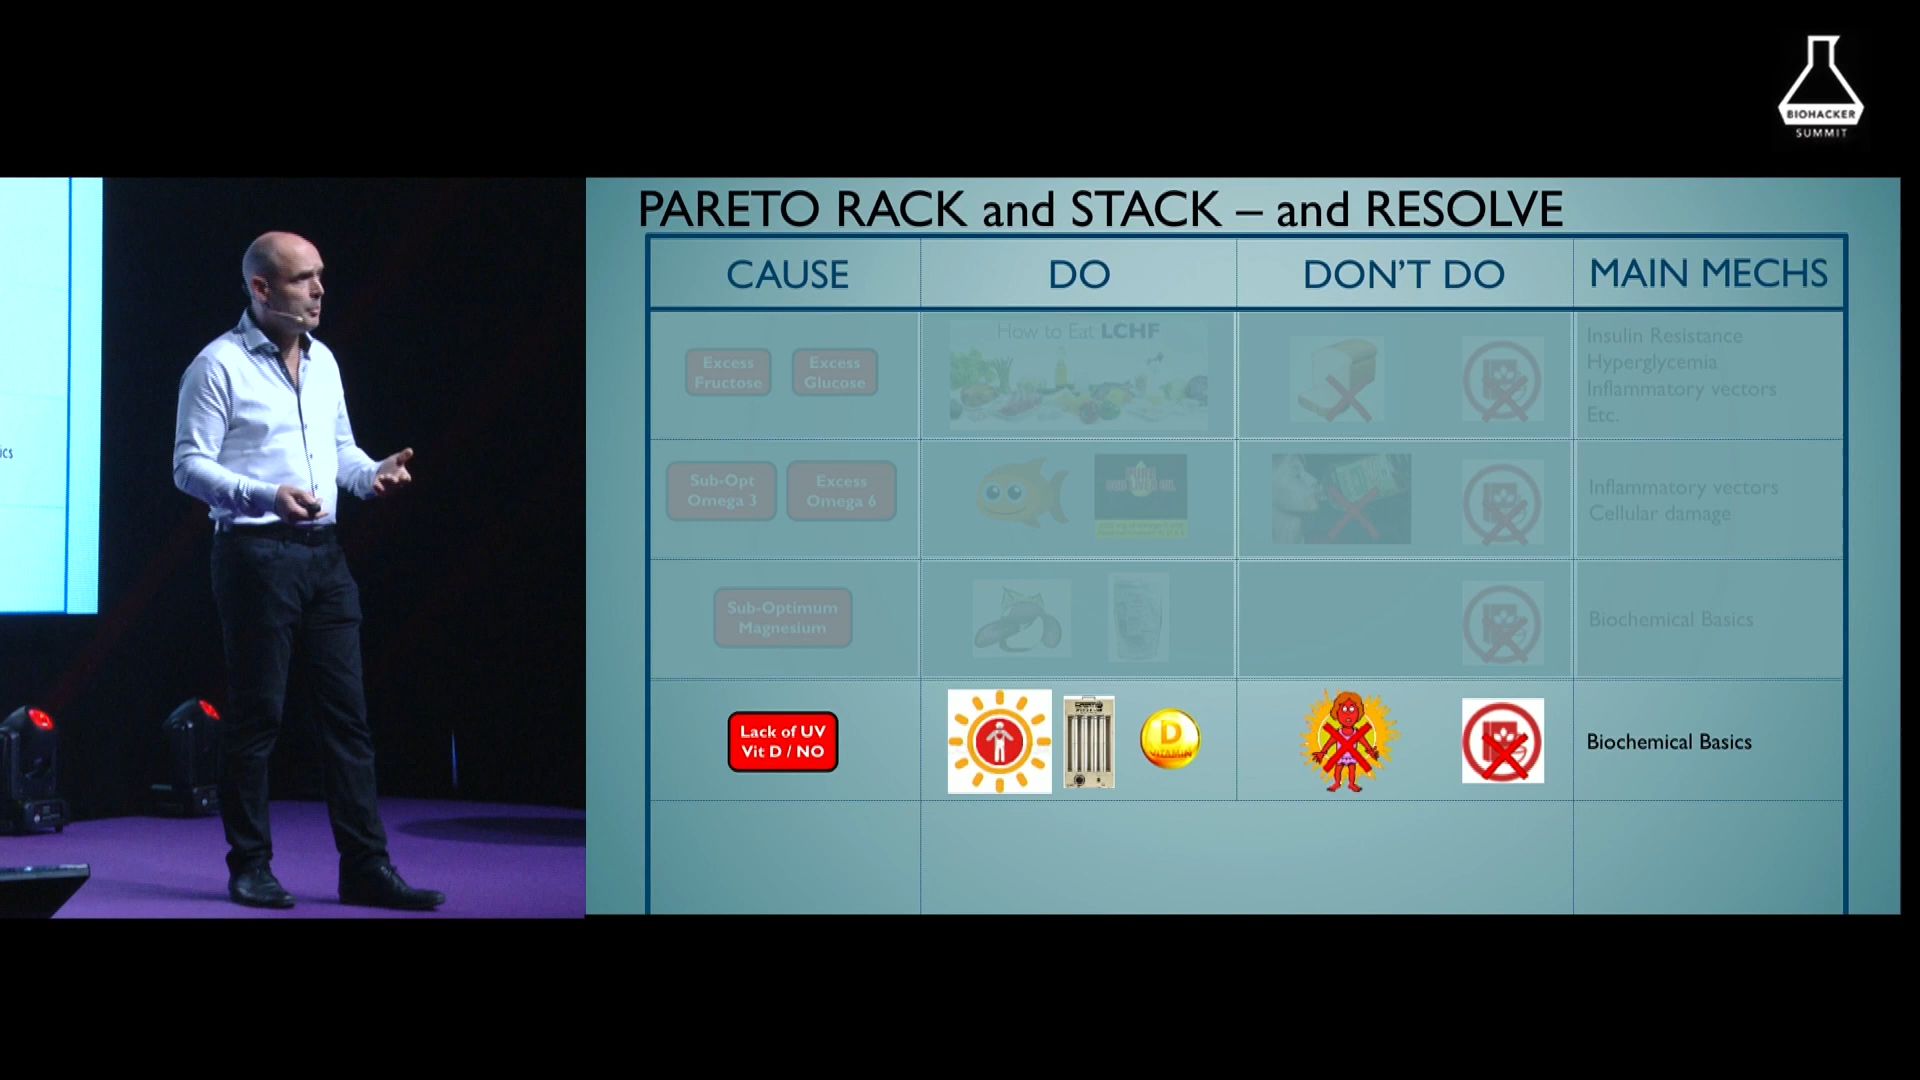 BIOHACKER
SUMMIT
PARETO RACK and STACK – and RESOLVE
CAUSE DO DON'T DO MAIN MECHS
How to Eat LCHF
Excess
Fructose
Excess
Glucose
Insulin Resistance
Hyperglycemia
Inflammatory vectors
Etc.
Sub-Opt
Omega 3
Excess
Omega 6
Inflammatory vectors
Cellular damage
Sub-Optimum
Magnesium
Biochemical Basics
Lack of UV
Vit D / NO
D
VITAMIN
Biochemical Basics
ics